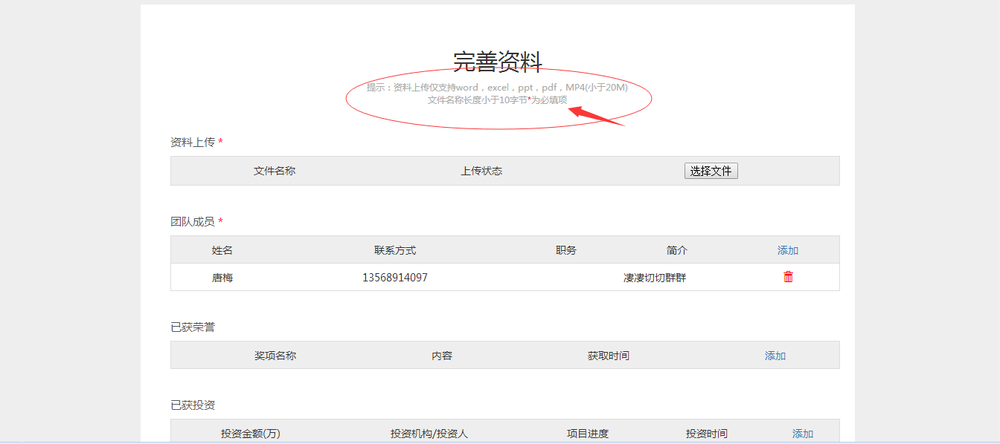 完善资料
提示：资料上传仅支持word，excel，ppt，pdf，MP4(小于20M)
文件名称长度小于10字节*为必填项
资料上传 *
文件名称 上传状态 选择文件
团队成员 *
姓名 联系方式 职务 简介 添加
唐梅 13568914097 凄凄切切群群
已获荣誉
奖项名称 内容 获取时间 添加
已获投资
投资金额(万) 投资机构/投资人 项目进度 投资时间 添加